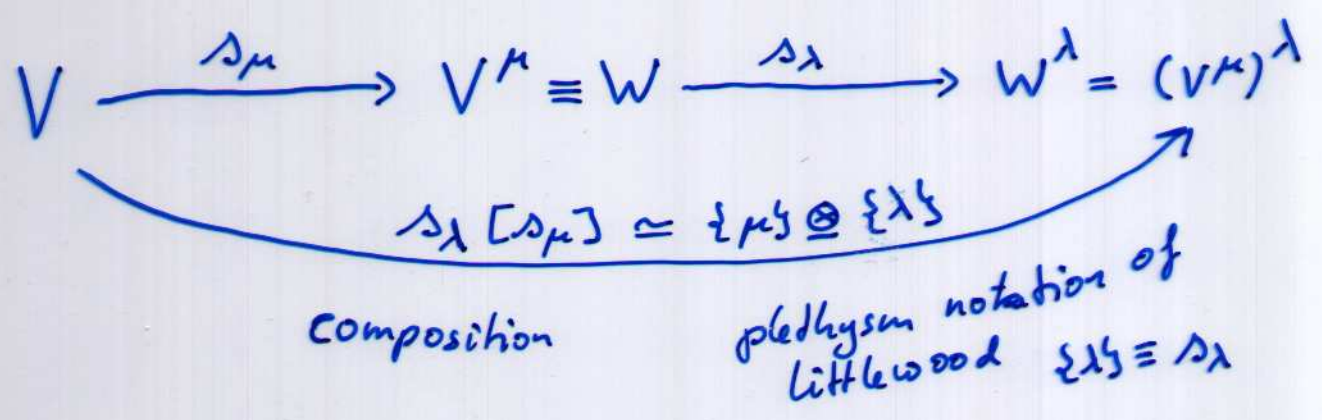 V --s_μ--> V^μ ≡ W --s_λ--> W^λ = (V^μ)^λ
s_λ [s_μ] ≃ {μ} ⊗ {λ}
composition
plethysm notation of
littlewood {λ} ≡ s_λ